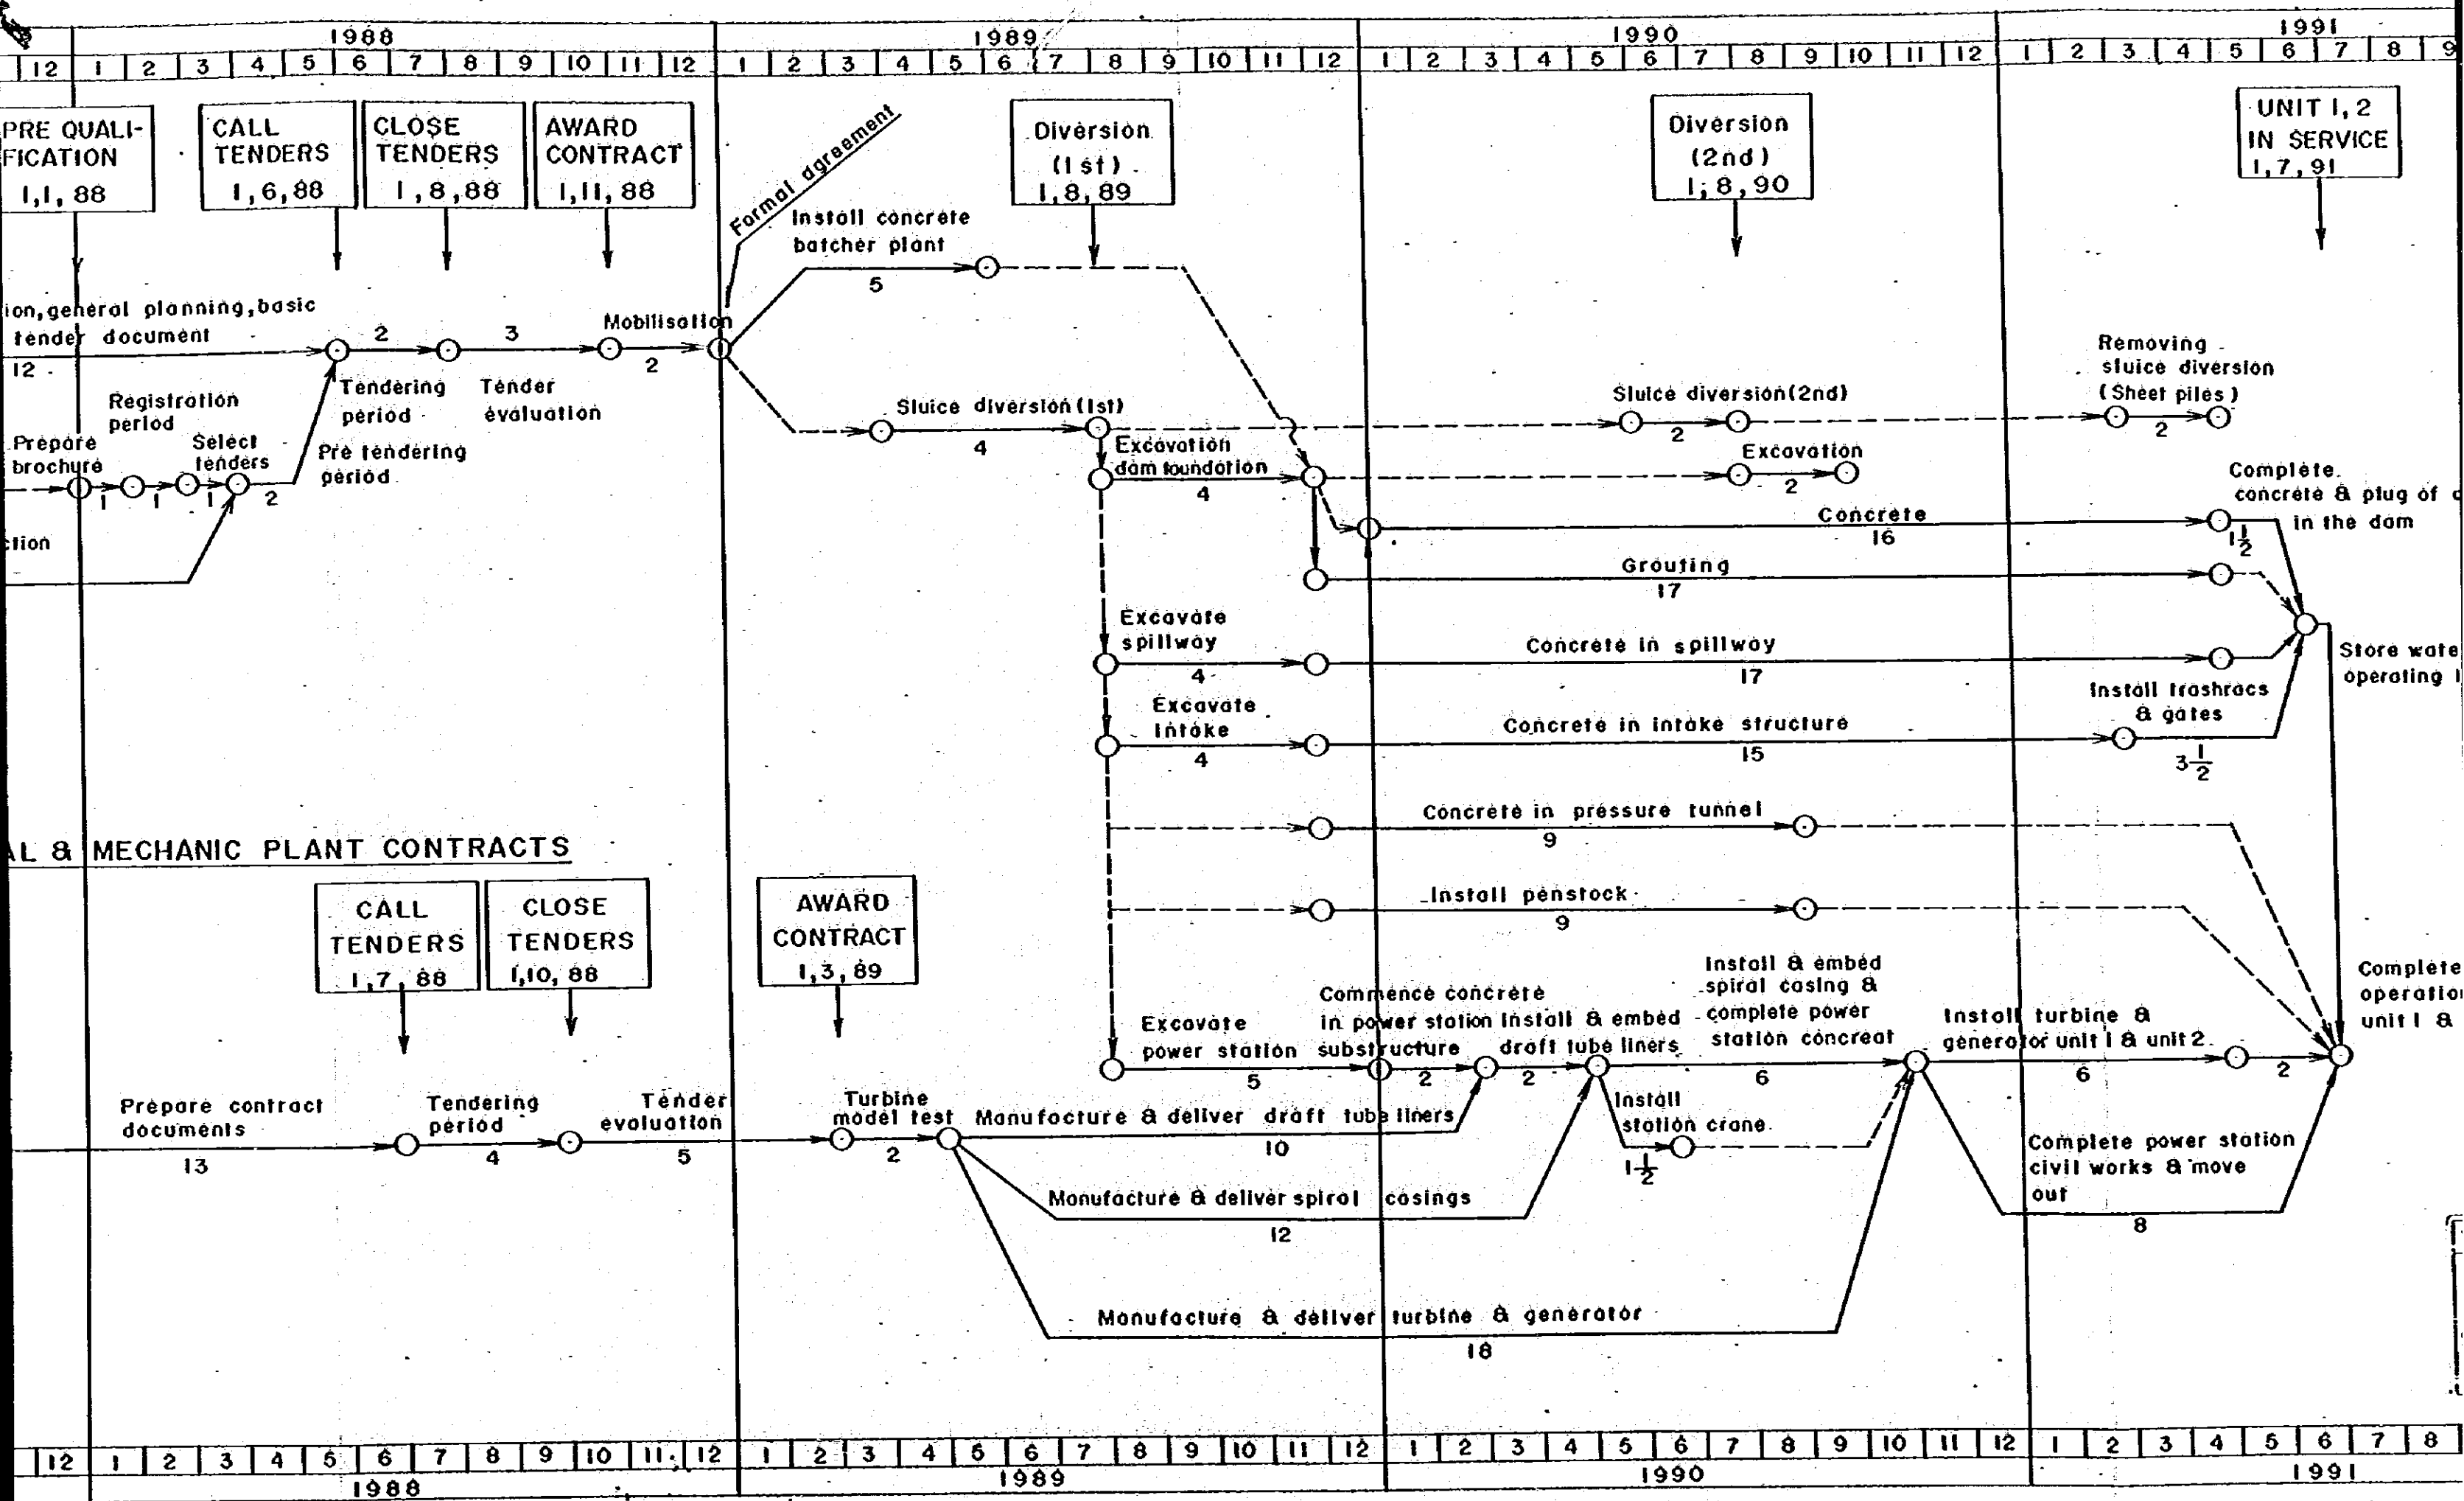 1988 1989 1990 1991
12 1 2 3 4 5 6 7 8 9 10 11 12 1 2 3 4 5 6 7 8 9 10 11 12 1 2 3 4 5 6 7 8 9 10 11 12 1 2 3 4 5 6 7 8 9
PRE QUALI-
FICATION
1,1,88
CALL
TENDERS
1,6,88
CLOSE
TENDERS
1,8,88
AWARD
CONTRACT
1,11,88
Formal agreement
Diversion
(1st)
1,8,89
Diversion
(2nd)
1,8,90
UNIT 1, 2
IN SERVICE
1,7,91
Install concrete
batcher plant
5
ion, general planning, basic
tender document
12
2
3
Mobilisation
2
Tendering
period
Tender
evaluation
Registration
period
Prepare
brochure
Select
tenders
1 1 1 2
Pre tendering
period
ction
Sluice diversion (1st)
4
Sluice diversion (2nd)
2
Removing
sluice diversion
(Sheet piles)
2
Excavation
dam foundation
4
Excavation
2
Complete
concrete & plug of
in the dam
1 1/2
Concrete
16
Grouting
17
Excavate
spillway
4
Concrete in spillway
17
Store wate
operating
Excavate
intake
4
Concrete in intake structure
15
Install trashracs
& gates
3 1/2
Concrete in pressure tunnel
9
AL & MECHANIC PLANT CONTRACTS
CALL
TENDERS
1,7,88
CLOSE
TENDERS
1,10,88
AWARD
CONTRACT
1,3,89
Install penstock
9
Excavate
power station
5
Commence concrete
in power station
substructure
2
Install & embed
draft tube liners
2
Install & embed
spiral casing &
complete power
station concreat
6
Install turbine &
generator unit 1 & unit 2
6
2
Complete
operatio
unit 1 &
Prepare contract
documents
13
Tendering
period
4
Tender
evaluation
5
Turbine
model test
2
Manufacture & deliver draft tube liners
10
Install
station crane
1 1/2
Complete power station
civil works & move
out
8
Manufacture & deliver spiral casings
12
Manufacture & deliver turbine & generator
18
12 1 2 3 4 5 6 7 8 9 10 11 12 1 2 3 4 5 6 7 8 9 10 11 12 1 2 3 4 5 6 7 8 9 10 11 12 1 2 3 4 5 6 7 8
1988 1989 1990 1991